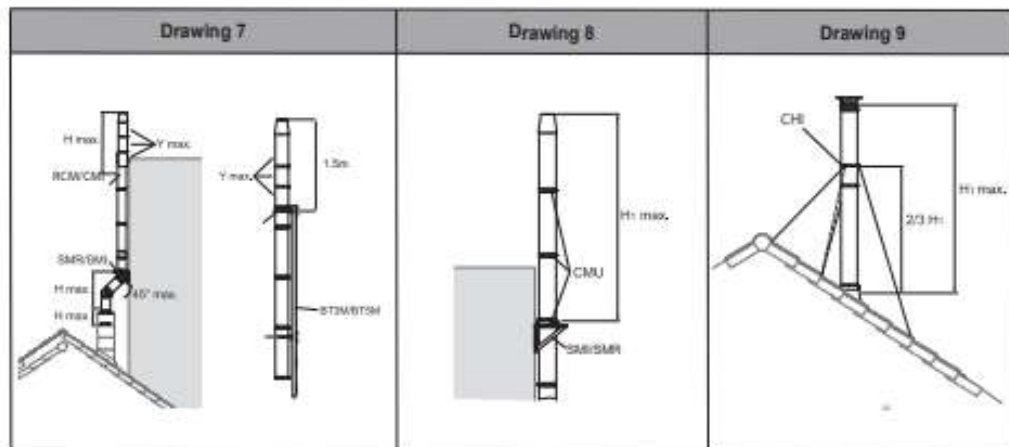 Drawing 7
Drawing 8
Drawing 9
H max.
Y max.
RCM/CMT
SMR/SMI
H max.
45° max.
H max.
1.5m
Y max.
BT3M/BT5M
H1 max.
CMU
SMI/SMR
CHI
H1 max.
2/3 H1